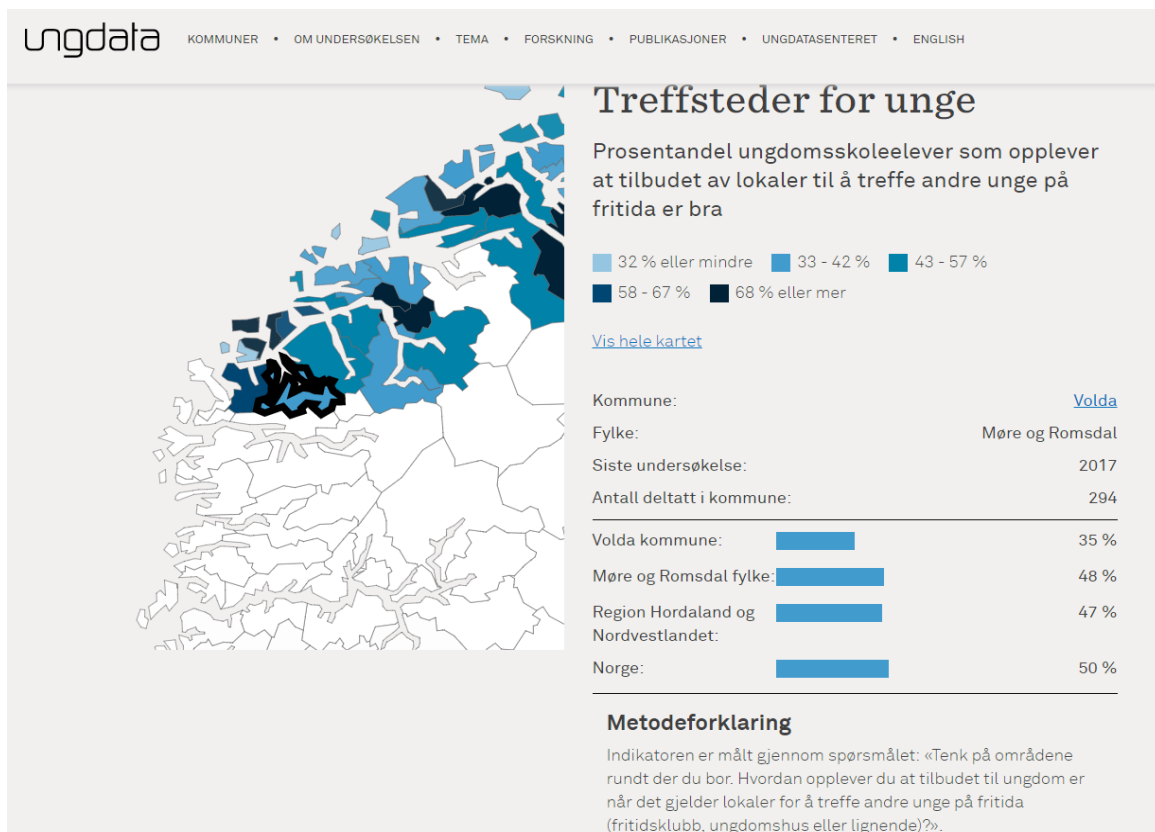 ungdata
KOMMUNER • OM UNDERSØKELSEN • TEMA • FORSKNING • PUBLIKASJONER • UNGDATASENTERET • ENGLISH
Treffsteder for unge
Prosentandel ungdomsskoleelever som opplever
at tilbudet av lokaler til å treffe andre unge på
fritida er bra
32 % eller mindre 33 - 42 % 43 - 57 %
58 - 67 % 68 % eller mer
Vis hele kartet
Kommune: Volda
Fylke: Møre og Romsdal
Siste undersøkelse: 2017
Antall deltatt i kommune: 294
Volda kommune: 35 %
Møre og Romsdal fylke: 48 %
Region Hordaland og 47 %
Nordvestlandet:
Norge: 50 %
Metodeforklaring
Indikatoren er målt gjennom spørsmålet: «Tenk på områdene
rundt der du bor. Hvordan opplever du at tilbudet til ungdom er
når det gjelder lokaler for å treffe andre unge på fritida
(fritidsklubb, ungdomshus eller lignende)?».